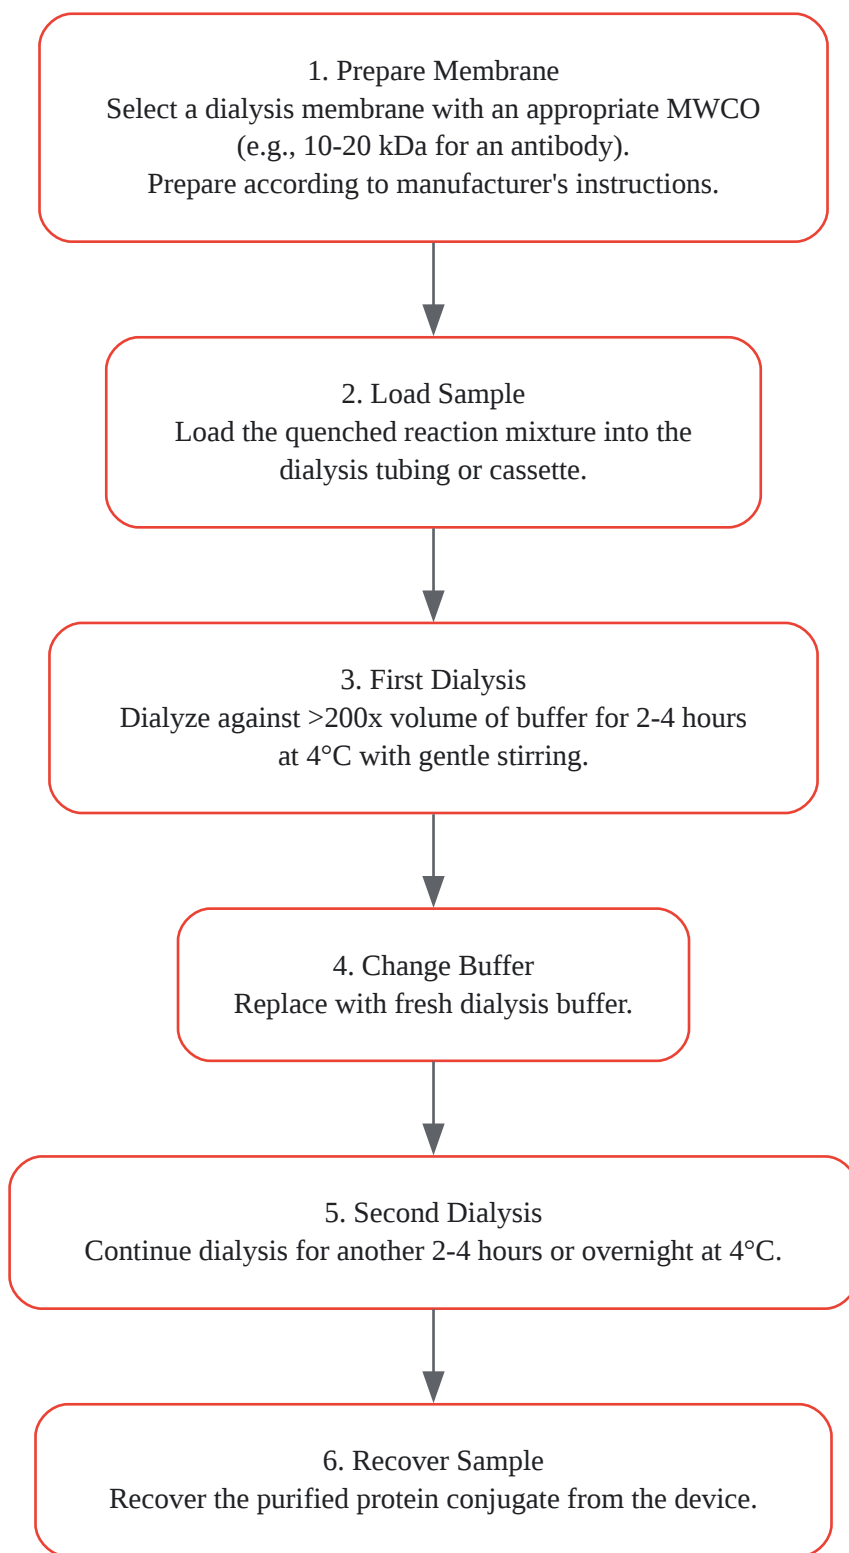 1. Prepare Membrane
Select a dialysis membrane with an appropriate MWCO
(e.g., 10-20 kDa for an antibody).
Prepare according to manufacturer's instructions.
2. Load Sample
Load the quenched reaction mixture into the
dialysis tubing or cassette.
3. First Dialysis
Dialyze against >200x volume of buffer for 2-4 hours
at 4°C with gentle stirring.
4. Change Buffer
Replace with fresh dialysis buffer.
5. Second Dialysis
Continue dialysis for another 2-4 hours or overnight at 4°C.
6. Recover Sample
Recover the purified protein conjugate from the device.